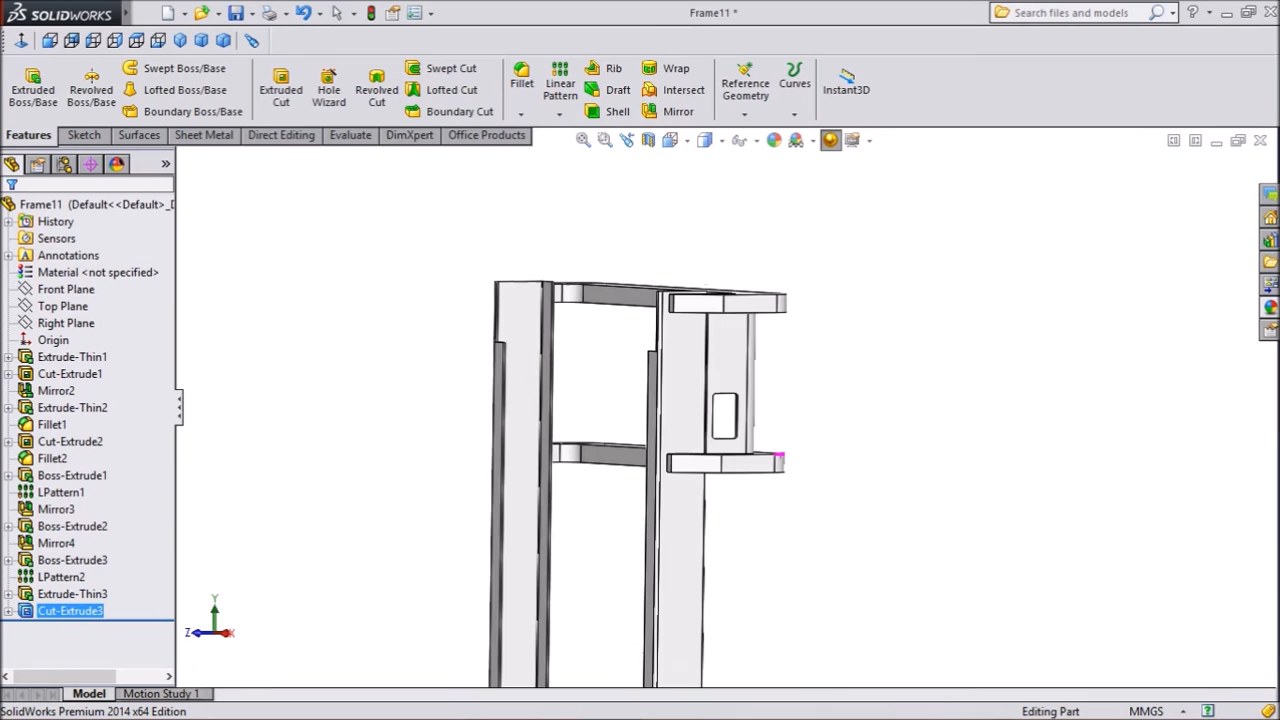 SOLIDWORKS
Frame11 *
Search files and models
?
Extruded Boss/Base
Revolved Boss/Base
Swept Boss/Base
Lofted Boss/Base
Boundary Boss/Base
Extruded Cut
Hole Wizard
Revolved Cut
Swept Cut
Lofted Cut
Boundary Cut
Fillet
Linear Pattern
Rib
Draft
Shell
Wrap
Intersect
Mirror
Reference Geometry
Curves
Instant3D
Features Sketch Surfaces Sheet Metal Direct Editing Evaluate DimXpert Office Products
Frame11 (Default<<Default>_D
History
Sensors
Annotations
Material <not specified>
Front Plane
Top Plane
Right Plane
Origin
Extrude-Thin1
Cut-Extrude1
Mirror2
Extrude-Thin2
Fillet1
Cut-Extrude2
Fillet2
Boss-Extrude1
LPattern1
Mirror3
Boss-Extrude2
Mirror4
Boss-Extrude3
LPattern2
Extrude-Thin3
Cut-Extrude3
Y
Z X
Model Motion Study 1
SolidWorks Premium 2014 x64 Edition Editing Part MMGS ?